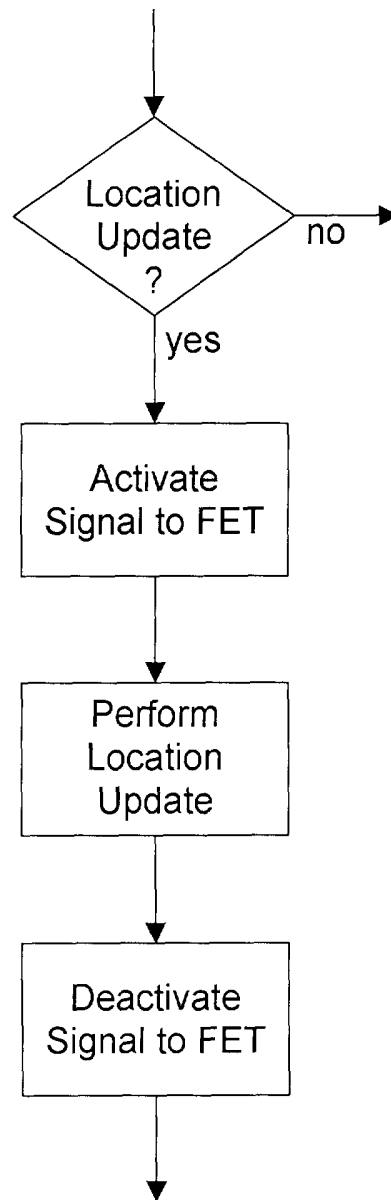 Location
Update
?
no
yes
Activate
Signal to FET
Perform
Location
Update
Deactivate
Signal to FET